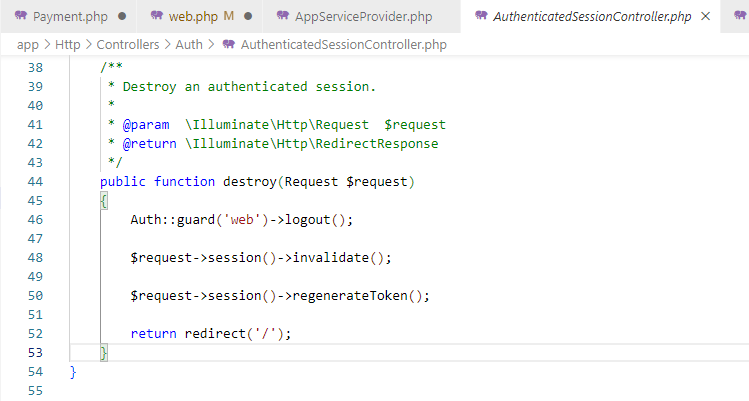 Payment.php web.php M AppServiceProvider.php AuthenticatedSessionController.php
app > Http > Controllers > Auth > AuthenticatedSessionController.php
38 /**
39 * Destroy an authenticated session.
40 *
41 * @param  \Illuminate\Http\Request  $request
42 * @return \Illuminate\Http\RedirectResponse
43 */
44 public function destroy(Request $request)
45 {
46 Auth::guard('web')->logout();
47
48 $request->session()->invalidate();
49
50 $request->session()->regenerateToken();
51
52 return redirect('/');
53 }
54 }
55